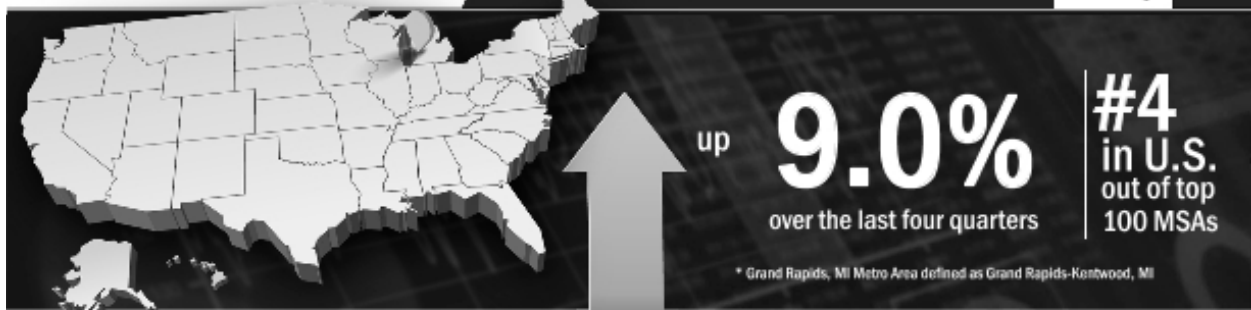 up
9.0%
over the last four quarters
#4
in U.S.
out of top
100 MSAs
* Grand Rapids, MI Metro Area defined as Grand Rapids-Kentwood, MI